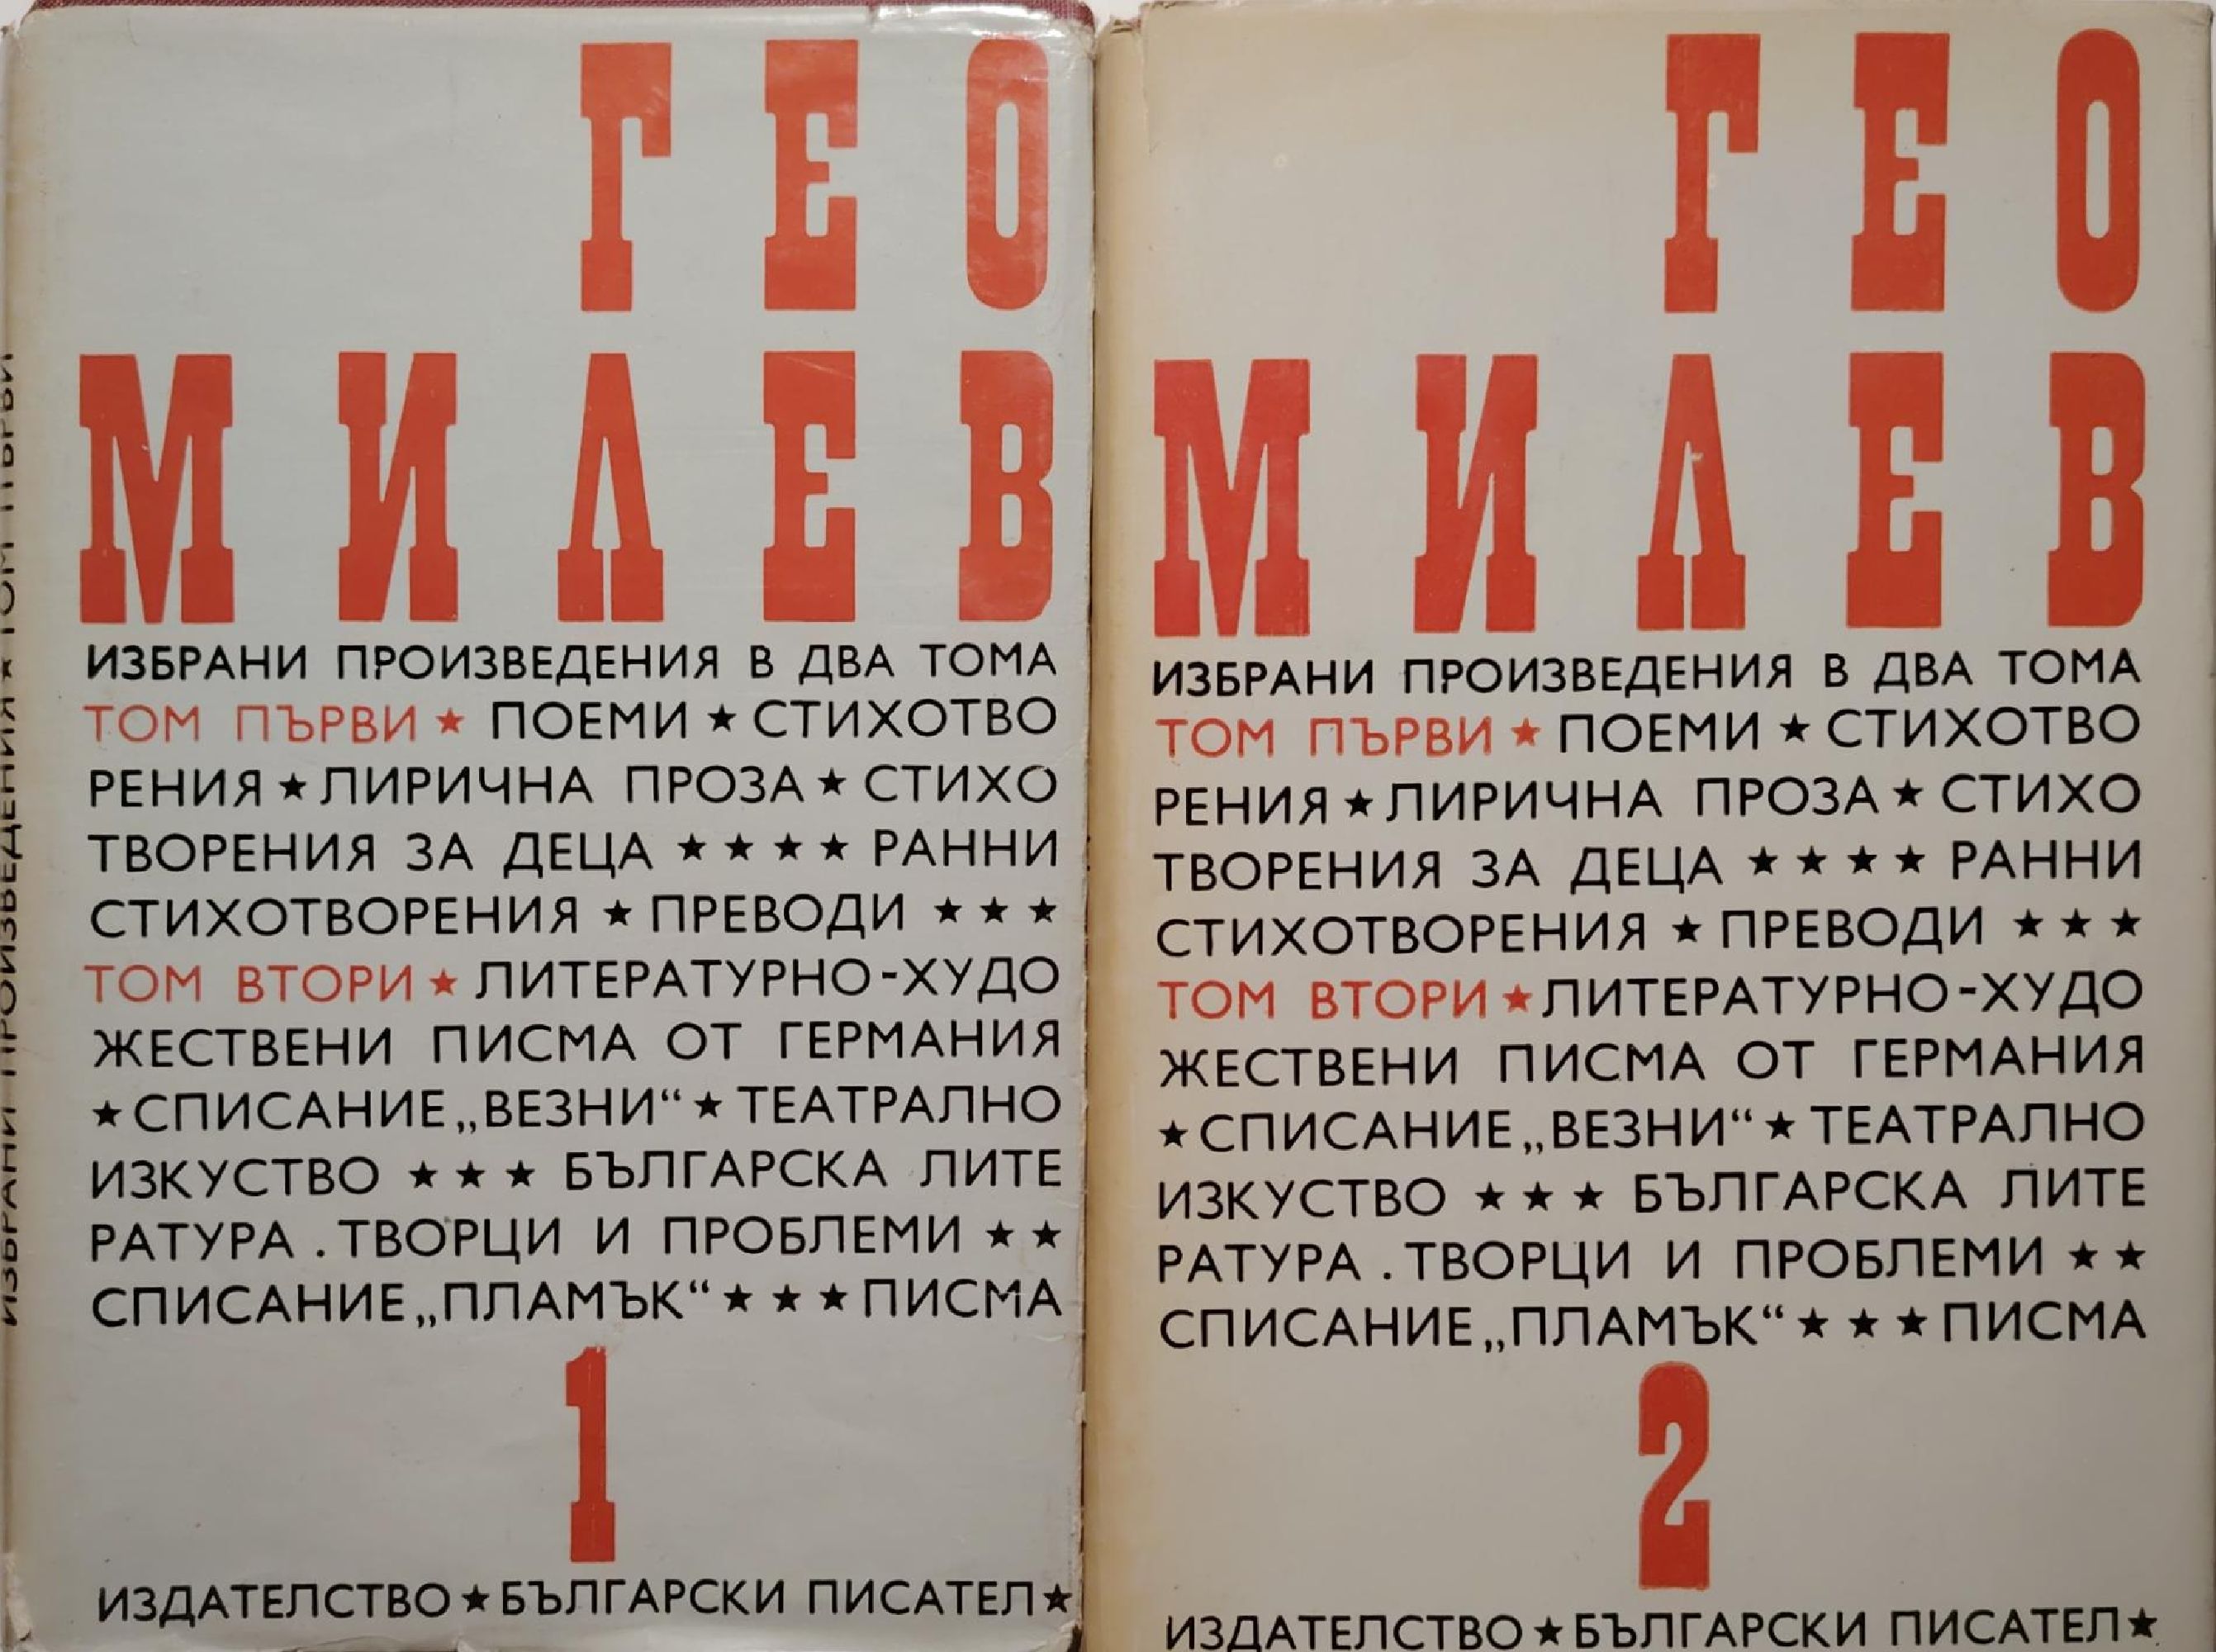 ИЗБРАНИ ПРОИЗВЕДЕНИЯ ★ ТОМ ПЪРВИ
ГЕО
МИЛЕВ
ИЗБРАНИ ПРОИЗВЕДЕНИЯ В ДВА ТОМА
ТОМ ПЪРВИ ★ ПОЕМИ ★ СТИХОТВО
РЕНИЯ ★ ЛИРИЧНА ПРОЗА ★ СТИХО
ТВОРЕНИЯ ЗА ДЕЦА ★ ★ ★ ★ РАННИ
СТИХОТВОРЕНИЯ ★ ПРЕВОДИ ★ ★ ★
ТОМ ВТОРИ ★ ЛИТЕРАТУРНО-ХУДО
ЖЕСТВЕНИ ПИСМА ОТ ГЕРМАНИЯ
★ СПИСАНИЕ „ВЕЗНИ“ ★ ТЕАТРАЛНО
ИЗКУСТВО ★ ★ ★ БЪЛГАРСКА ЛИТЕ
РАТУРА . ТВОРЦИ И ПРОБЛЕМИ ★ ★
СПИСАНИЕ „ПЛАМЪК“ ★ ★ ★ ПИСМА
1
ИЗДАТЕЛСТВО ★ БЪЛГАРСКИ ПИСАТЕЛ ★
ГЕО
МИЛЕВ
ИЗБРАНИ ПРОИЗВЕДЕНИЯ В ДВА ТОМА
ТОМ ПЪРВИ ★ ПОЕМИ ★ СТИХОТВО
РЕНИЯ ★ ЛИРИЧНА ПРОЗА ★ СТИХО
ТВОРЕНИЯ ЗА ДЕЦА ★ ★ ★ ★ РАННИ
СТИХОТВОРЕНИЯ ★ ПРЕВОДИ ★ ★ ★
ТОМ ВТОРИ ★ ЛИТЕРАТУРНО-ХУДО
ЖЕСТВЕНИ ПИСМА ОТ ГЕРМАНИЯ
★ СПИСАНИЕ „ВЕЗНИ“ ★ ТЕАТРАЛНО
ИЗКУСТВО ★ ★ ★ БЪЛГАРСКА ЛИТЕ
РАТУРА . ТВОРЦИ И ПРОБЛЕМИ ★ ★
СПИСАНИЕ „ПЛАМЪК“ ★ ★ ★ ПИСМА
2
ИЗДАТЕЛСТВО ★ БЪЛГАРСКИ ПИСАТЕЛ ★